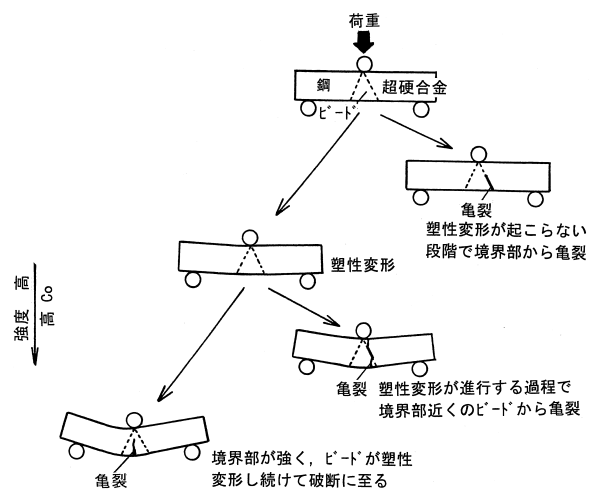 荷重
鋼
超硬合金
ビード
亀裂
塑性変形が起こらない
段階で境界部から亀裂
塑性変形
強度 高
高 Co
亀裂
塑性変形が進行する過程で
境界部近くのビードから亀裂
亀裂
境界部が強く，ビードが塑性
変形し続けて破断に至る